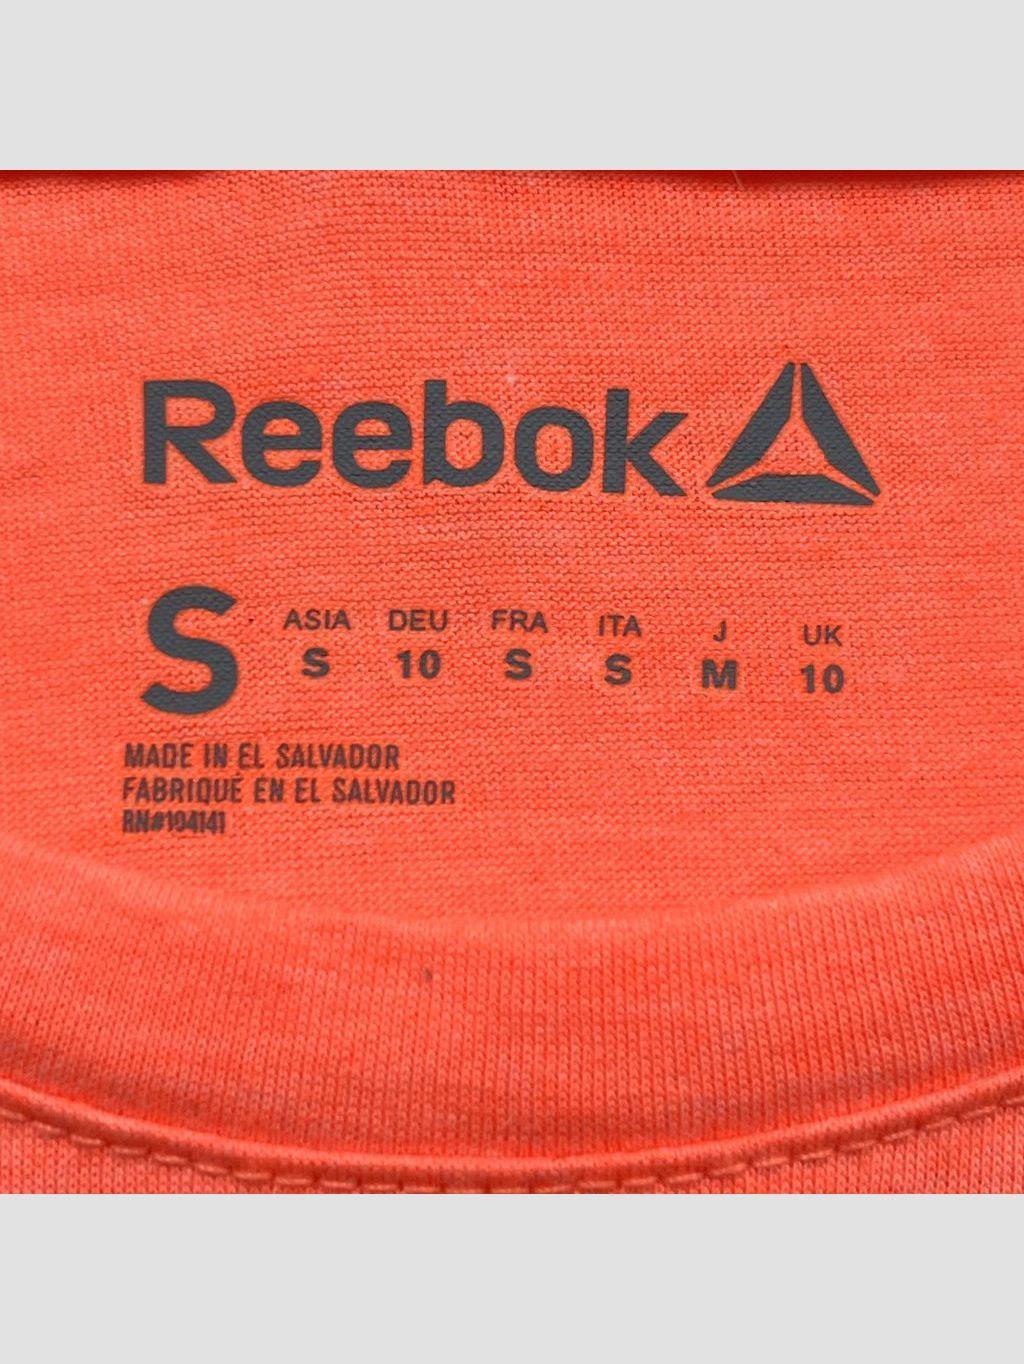 Reebok
S
ASIA DEU FRA ITA J UK
S 10 S S M 10
MADE IN EL SALVADOR
FABRIQUÉ EN EL SALVADOR
RN#104141